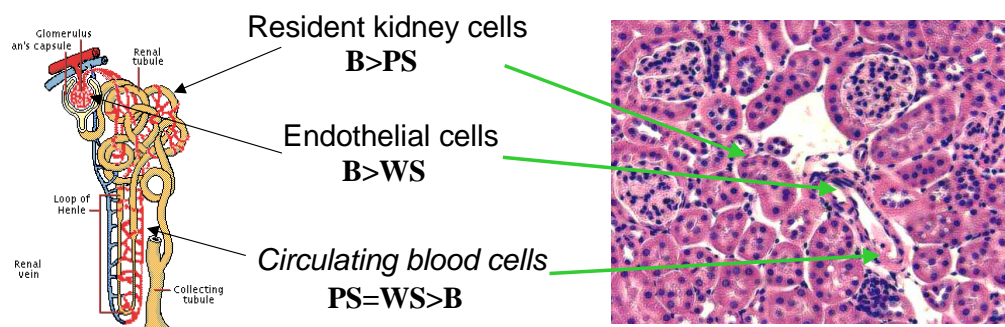 Glomerulus
an's capsule
Renal
tubule
Loop of
Henle
Renal
vein
Collecting
tubule
Resident kidney cells
B>PS
Endothelial cells
B>WS
Circulating blood cells
PS=WS>B